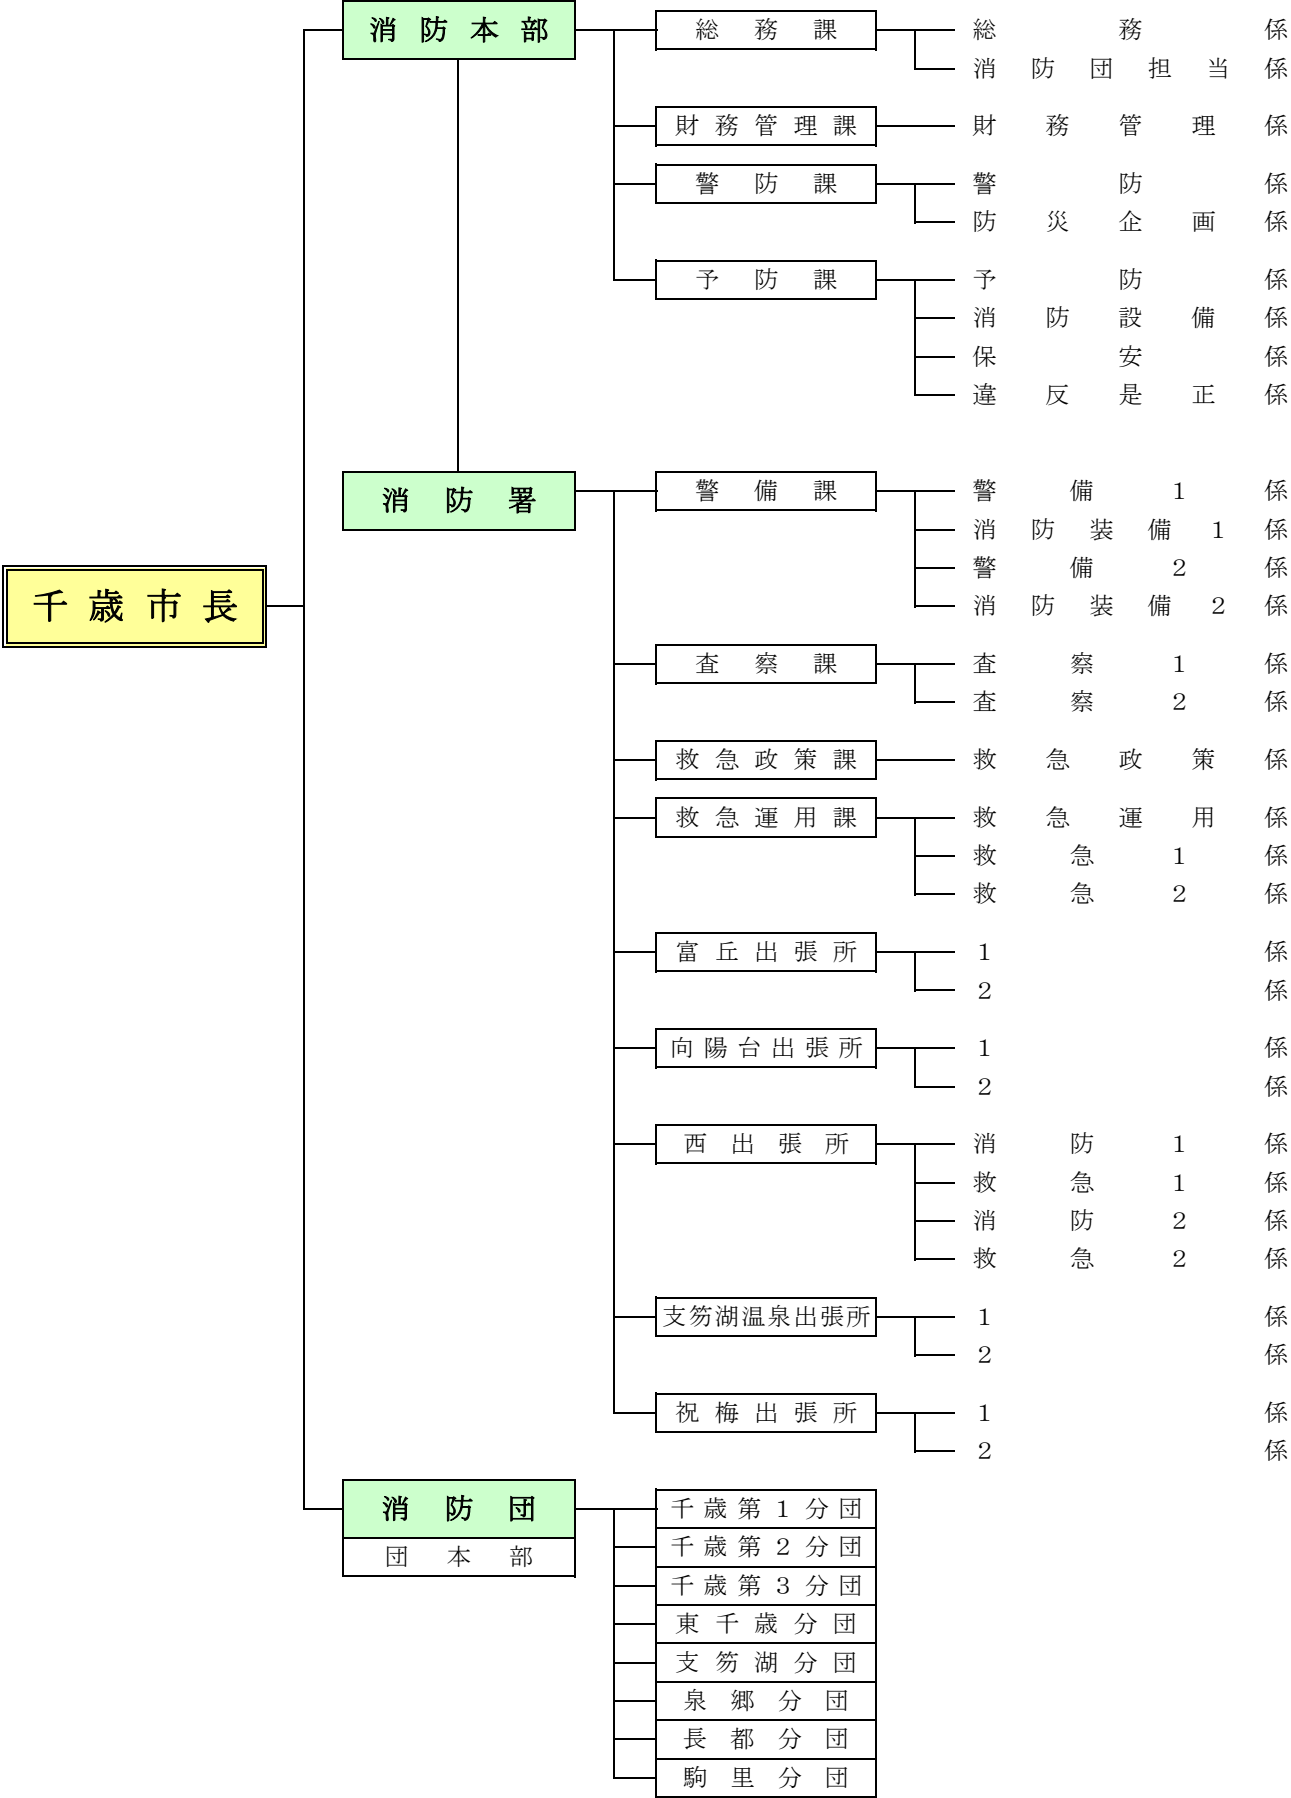 消防本部 総務課 総務係
消防団担当係
財務管理課 財務管理係
警防課 警防係
防災企画係
予防課 予防係
消防設備係
保安係
違反是正係
消防署 警備課 警備1係
消防装備1係
警備2係
消防装備2係
千歳市長
査察課 査察1係
査察2係
救急政策課 救急政策係
救急運用課 救急運用係
救急1係
救急2係
富丘出張所 1係
2係
向陽台出張所 1係
2係
西出張所 消防1係
救急1係
消防2係
救急2係
支笏湖温泉出張所 1係
2係
祝梅出張所 1係
2係
消防団 千歳第1分団
団本部 千歳第2分団
千歳第3分団
東千歳分団
支笏湖分団
泉郷分団
長都分団
駒里分団